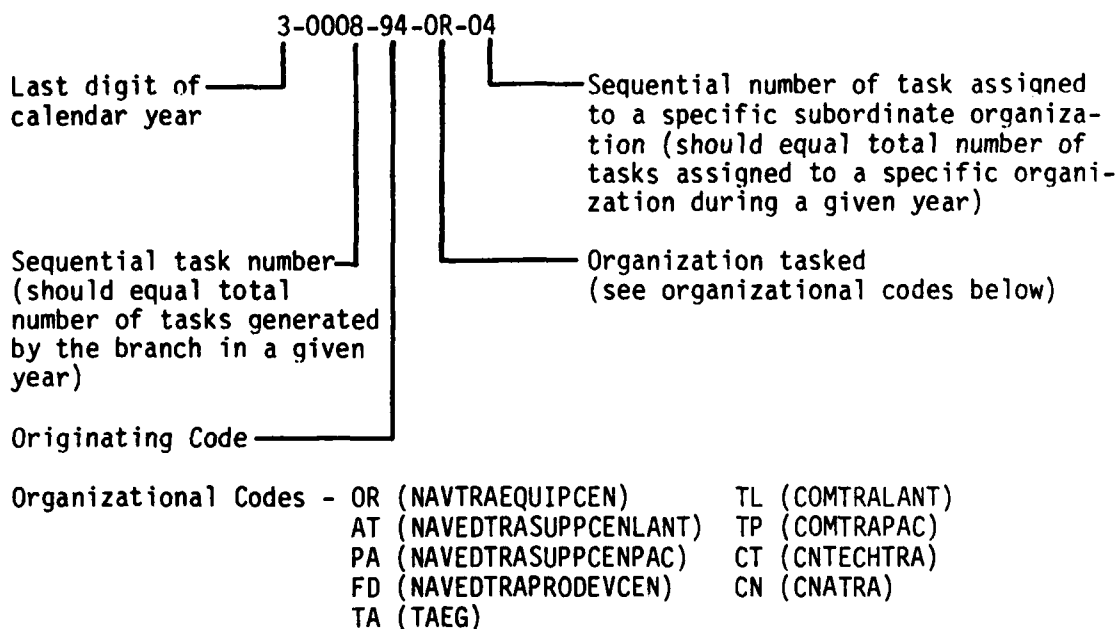 3-0008-94-OR-04
Last digit of
calendar year
Sequential number of task assigned
to a specific subordinate organiza-
tion (should equal total number of
tasks assigned to a specific organi-
zation during a given year)
Sequential task number
(should equal total
number of tasks generated
by the branch in a given
year)
Organization tasked
(see organizational codes below)
Originating Code
Organizational Codes - OR (NAVTRAEQUIPCEN) TL (COMTRALANT)
AT (NAVEDTRASUPPCENLANT) TP (COMTRAPAC)
PA (NAVEDTRASUPPCENPAC) CT (CNTECHTRA)
FD (NAVEDTRAPRODEVCEN) CN (CNATRA)
TA (TAEG)